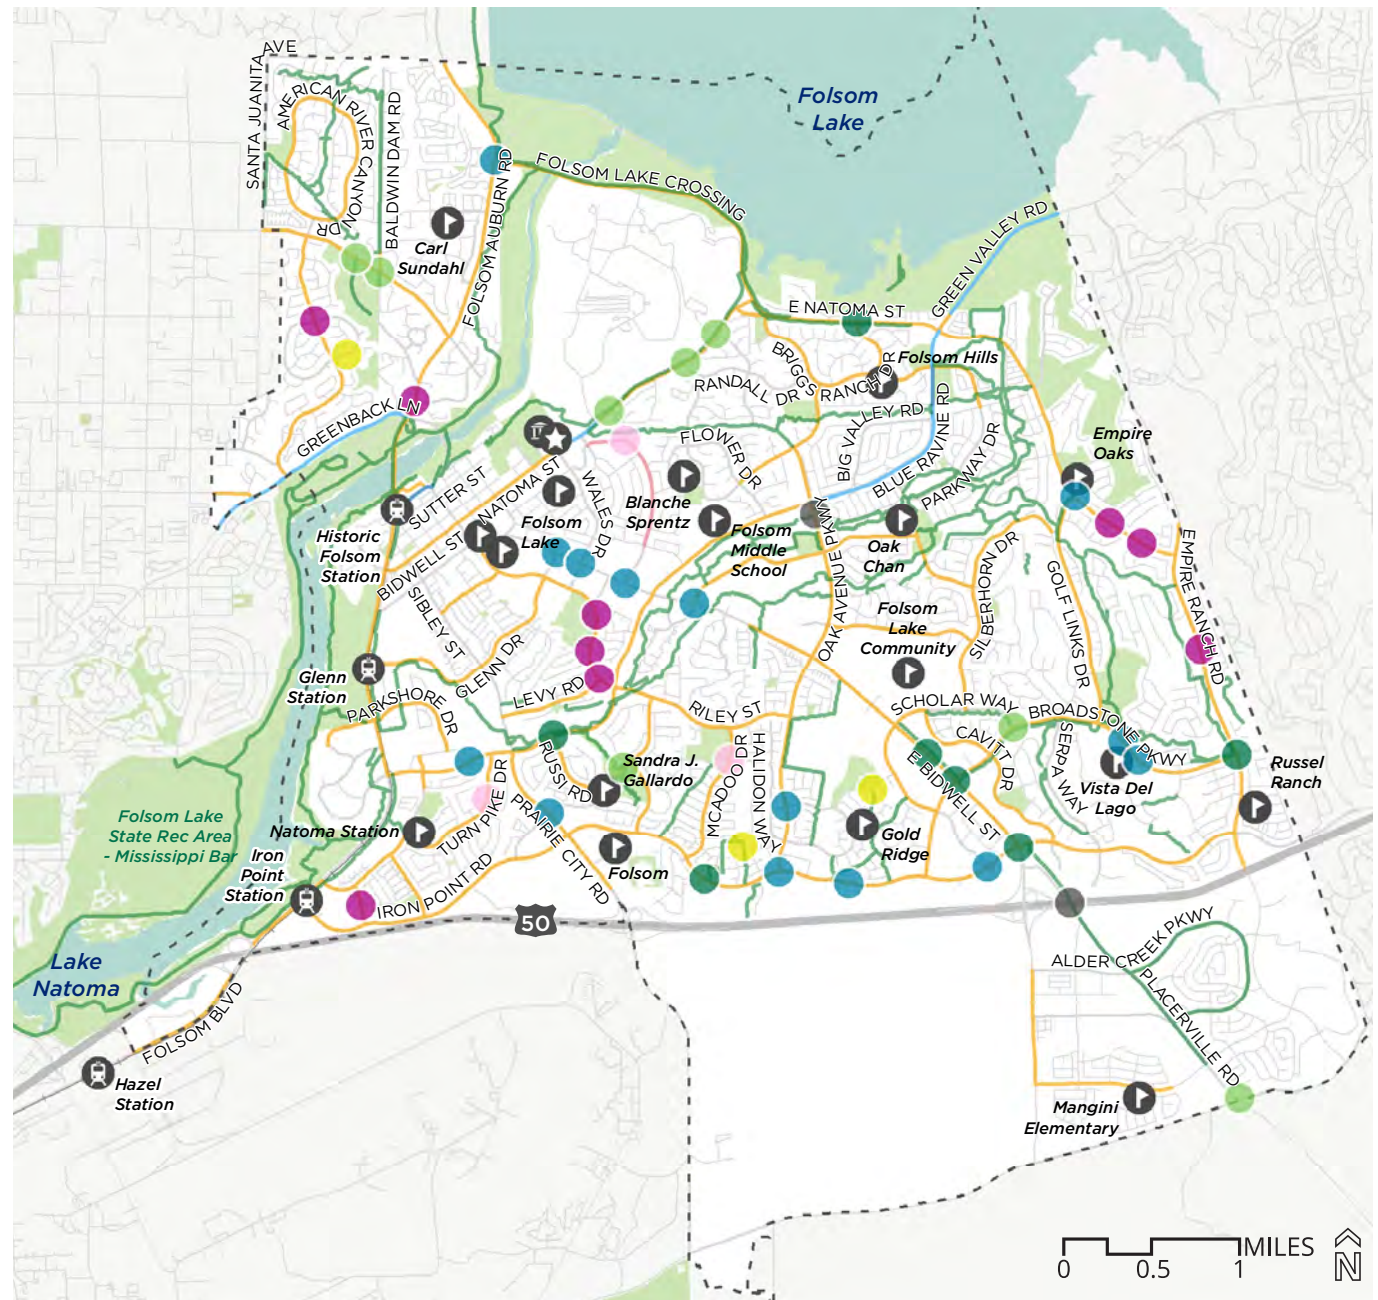 SANTA JUANITA AVE
AMERICAN RIVER CANYON DR
BALDWIN DAM RD
Folsom
Lake
FOLSOM AUBURN RD
FOLSOM LAKE CROSSING
Carl
Sundahl
GREEN VALLEY RD
E NATOMA ST
Folsom Hills
BRIGGS RANCH DR
RANDALL DR
GREENBACK LN
BIG VALLEY RD
BLUE RAVINE RD
PARKWAY DR
FLOWER DR
Empire
Oaks
SUTTER ST
NATOMA ST
WALES DR
Blanche
Sprentz
Folsom
Lake
Folsom
Middle
School
OAK AVENUE PKWY
Oak
Chan
Historic
Folsom
Station
BIDWELL ST
SIBLEY ST
EMPIRE RANCH RD
SILBERHORN DR
GOLF LINKS DR
Folsom
Lake
Community
Glenn
Station
GLENN DR
LEVY RD
PARKSHORE DR
RILEY ST
SCHOLAR WAY
BROADSTONE PKWY
CAVITT DR
SERPA WAY
E BIDWELL ST
HALIDON WAY
MCADOO DR
RUSSI RD
Sandra J.
Gallardo
Vista Del
Lago
Russel
Ranch
TURN PIKE DR
PRAIRIE CITY RD
Folsom Lake
State Rec Area
- Mississippi Bar
Natoma Station
Gold
Ridge
Folsom
Iron
Point
Station
IRON POINT RD
50
Lake
Natoma
FOLSOM BLVD
ALDER CREEK PKWY
PLACERVILLE RD
Hazel
Station
Mangini
Elementary
MILES
0 0.5 1
N